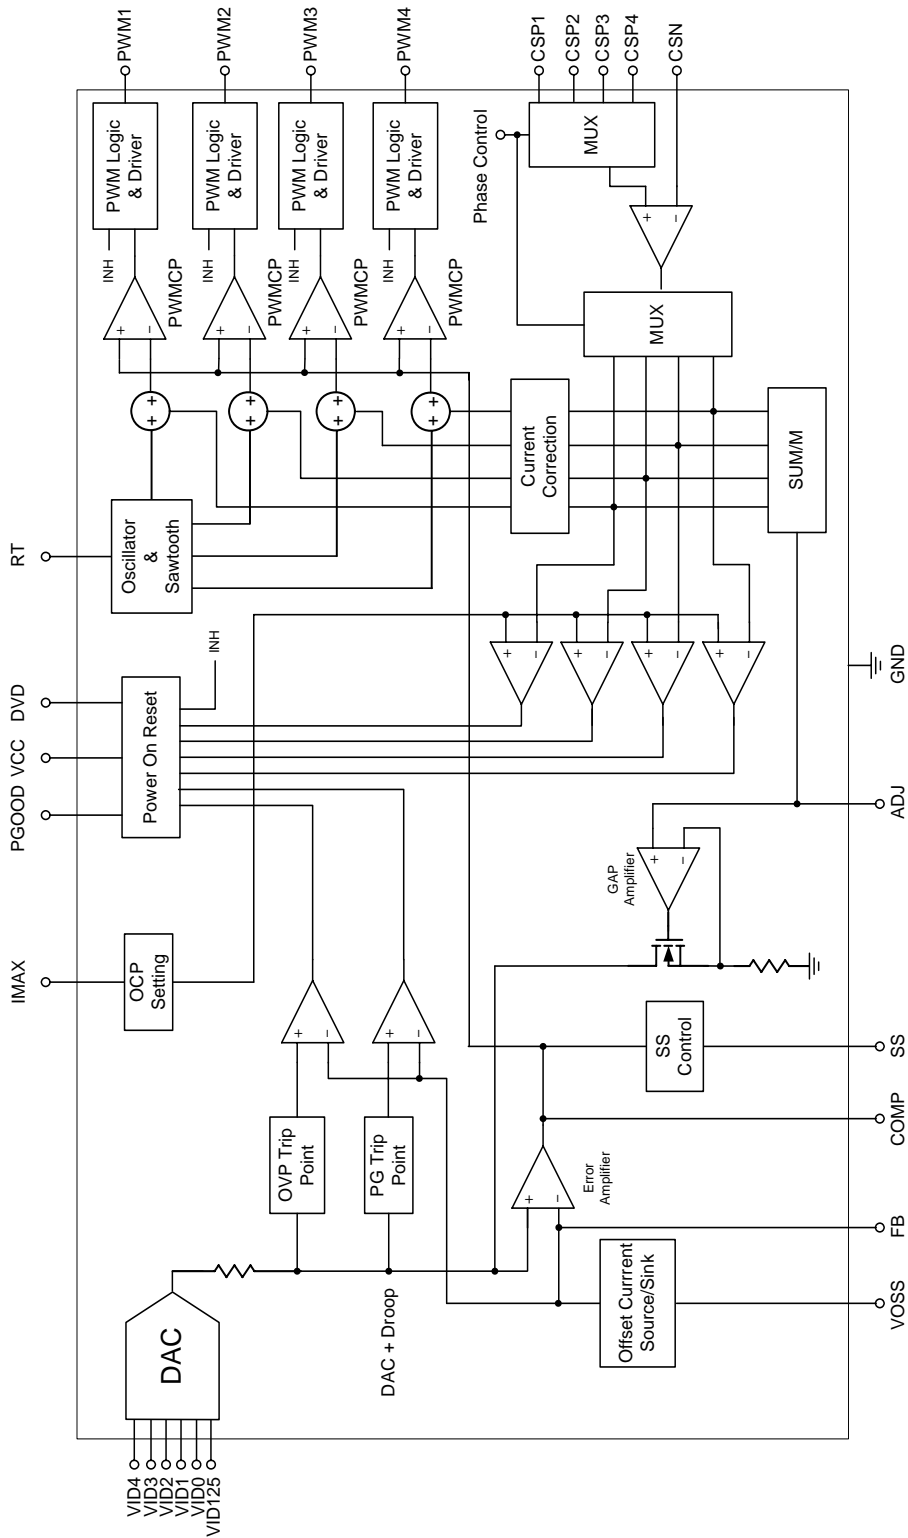 PGOOD
VCC
DVD
RT
IMAX
PWM1
PWM2
PWM3
PWM4
CSP1
CSP2
CSP3
CSP4
CSN
Phase Control
VID4
VID3
VID2
VID1
VID0
VID125
DAC
DAC + Droop
OVP Trip
Point
PG Trip
Point
OCP
Setting
Power On Reset
INH
Oscillator
&
Sawtooth
+
+
+
+
+
+
+
+
+
−
+
−
+
−
+
−
PWMCP
PWMCP
PWMCP
PWMCP
INH
INH
INH
INH
PWM Logic
& Driver
PWM Logic
& Driver
PWM Logic
& Driver
PWM Logic
& Driver
MUX
+
−
MUX
Current
Correction
SUM/M
+
−
+
−
+
−
+
−
+
−
+
−
GAP
Amplifier
+
−
Error
Amplifier
+
−
SS
Control
Offset Currrent
Source/Sink
VOSS
FB
COMP
SS
ADJ
GND